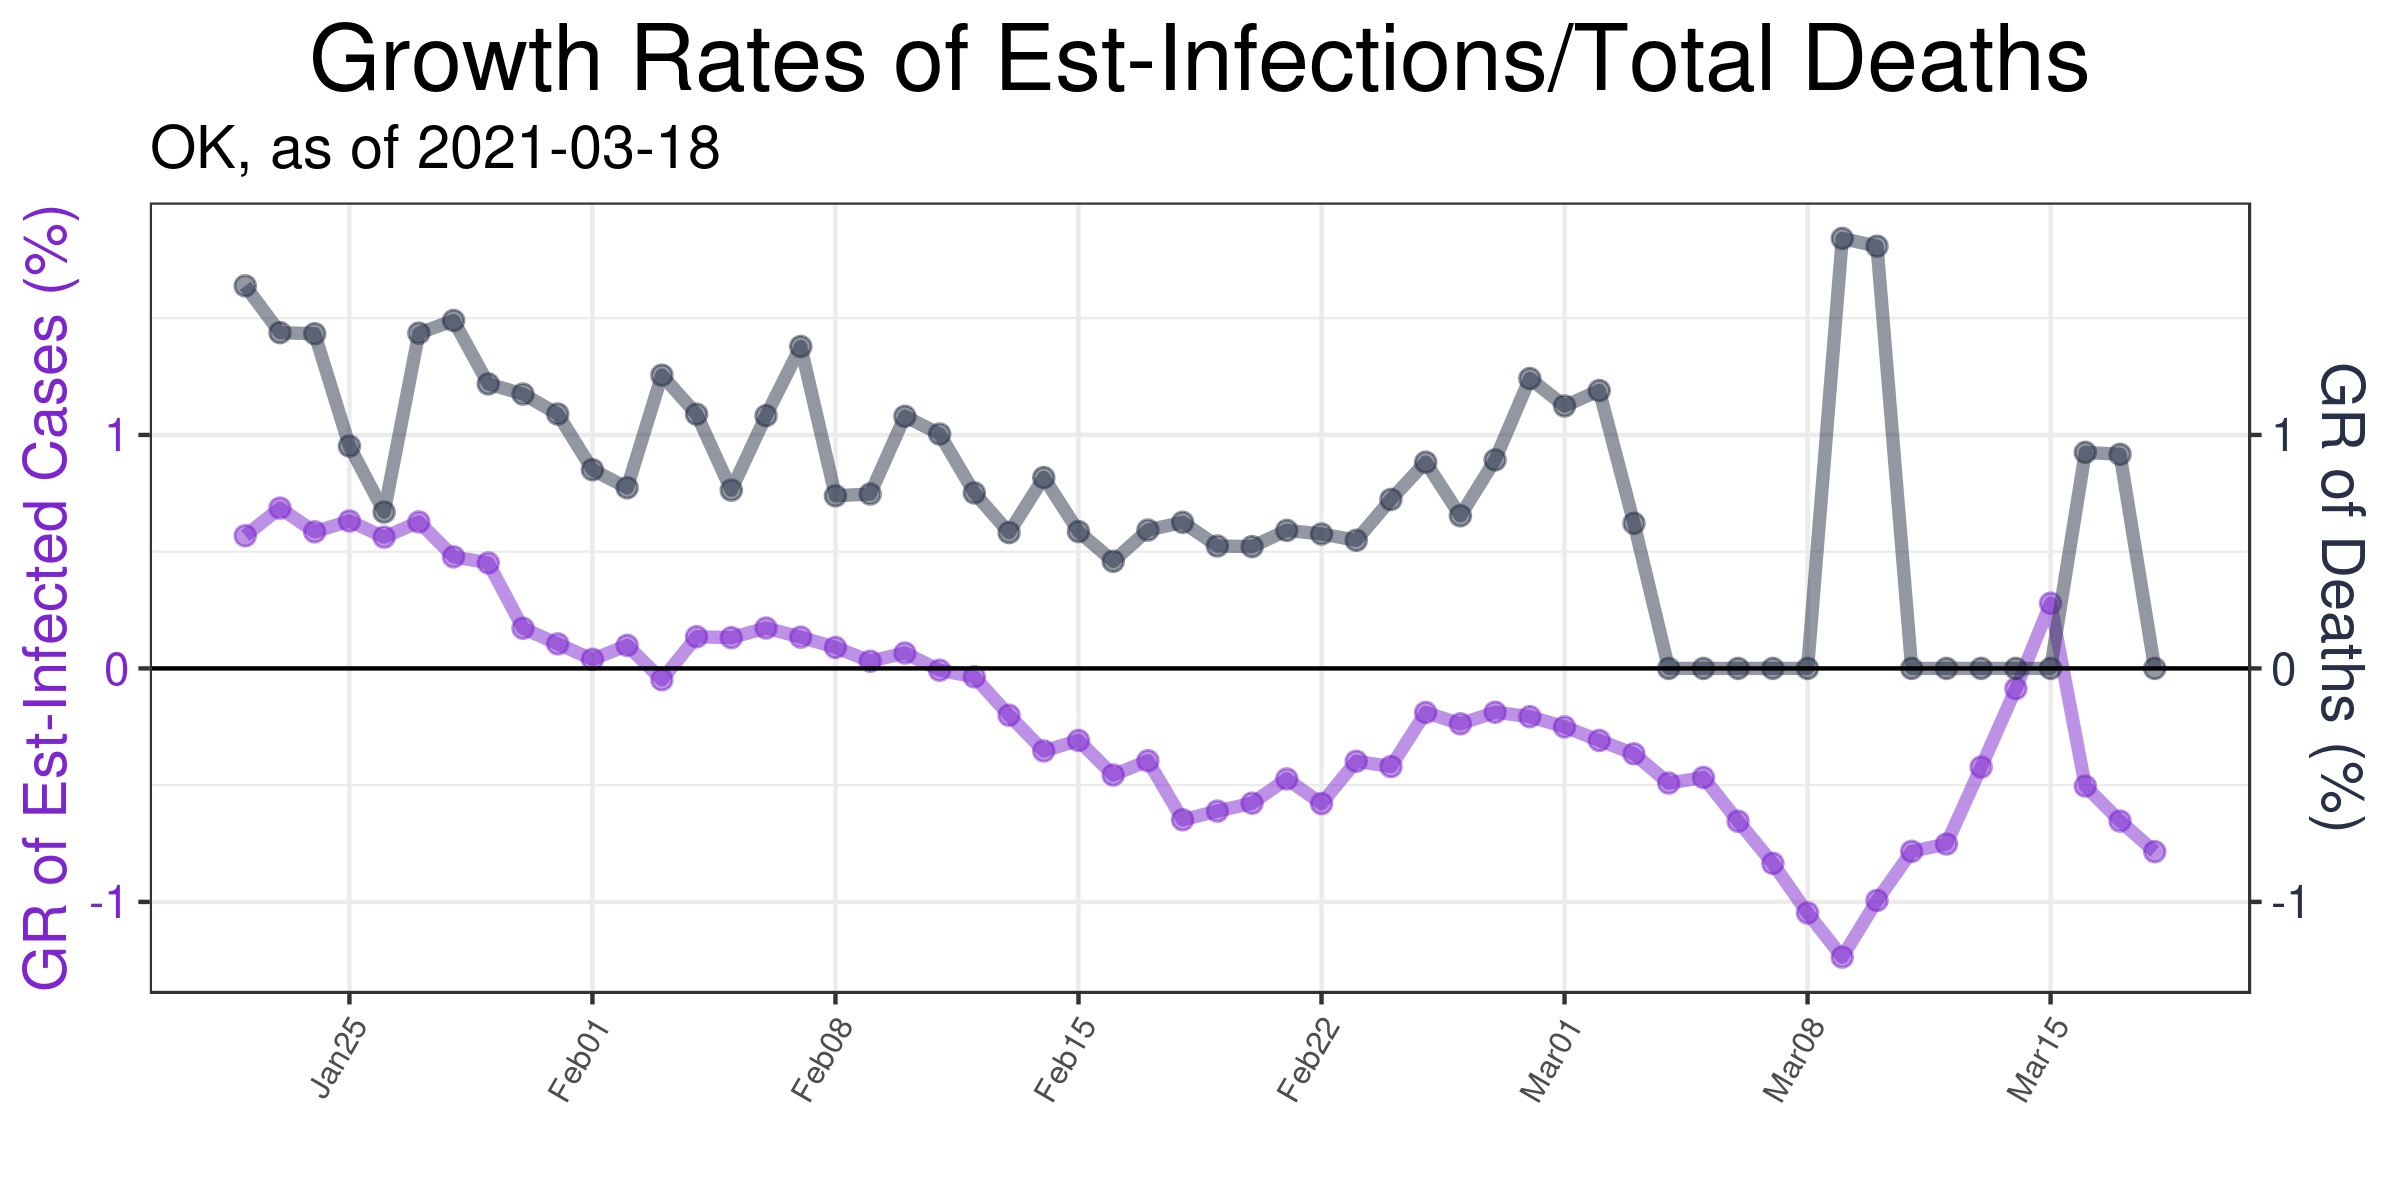 Growth Rates of Est-Infections/Total Deaths
OK, as of 2021-03-18
GR of Est-Infected Cases (%)
1
0
-1
GR of Deaths (%)
1
0
-1
Jan25
Feb01
Feb08
Feb15
Feb22
Mar01
Mar08
Mar15